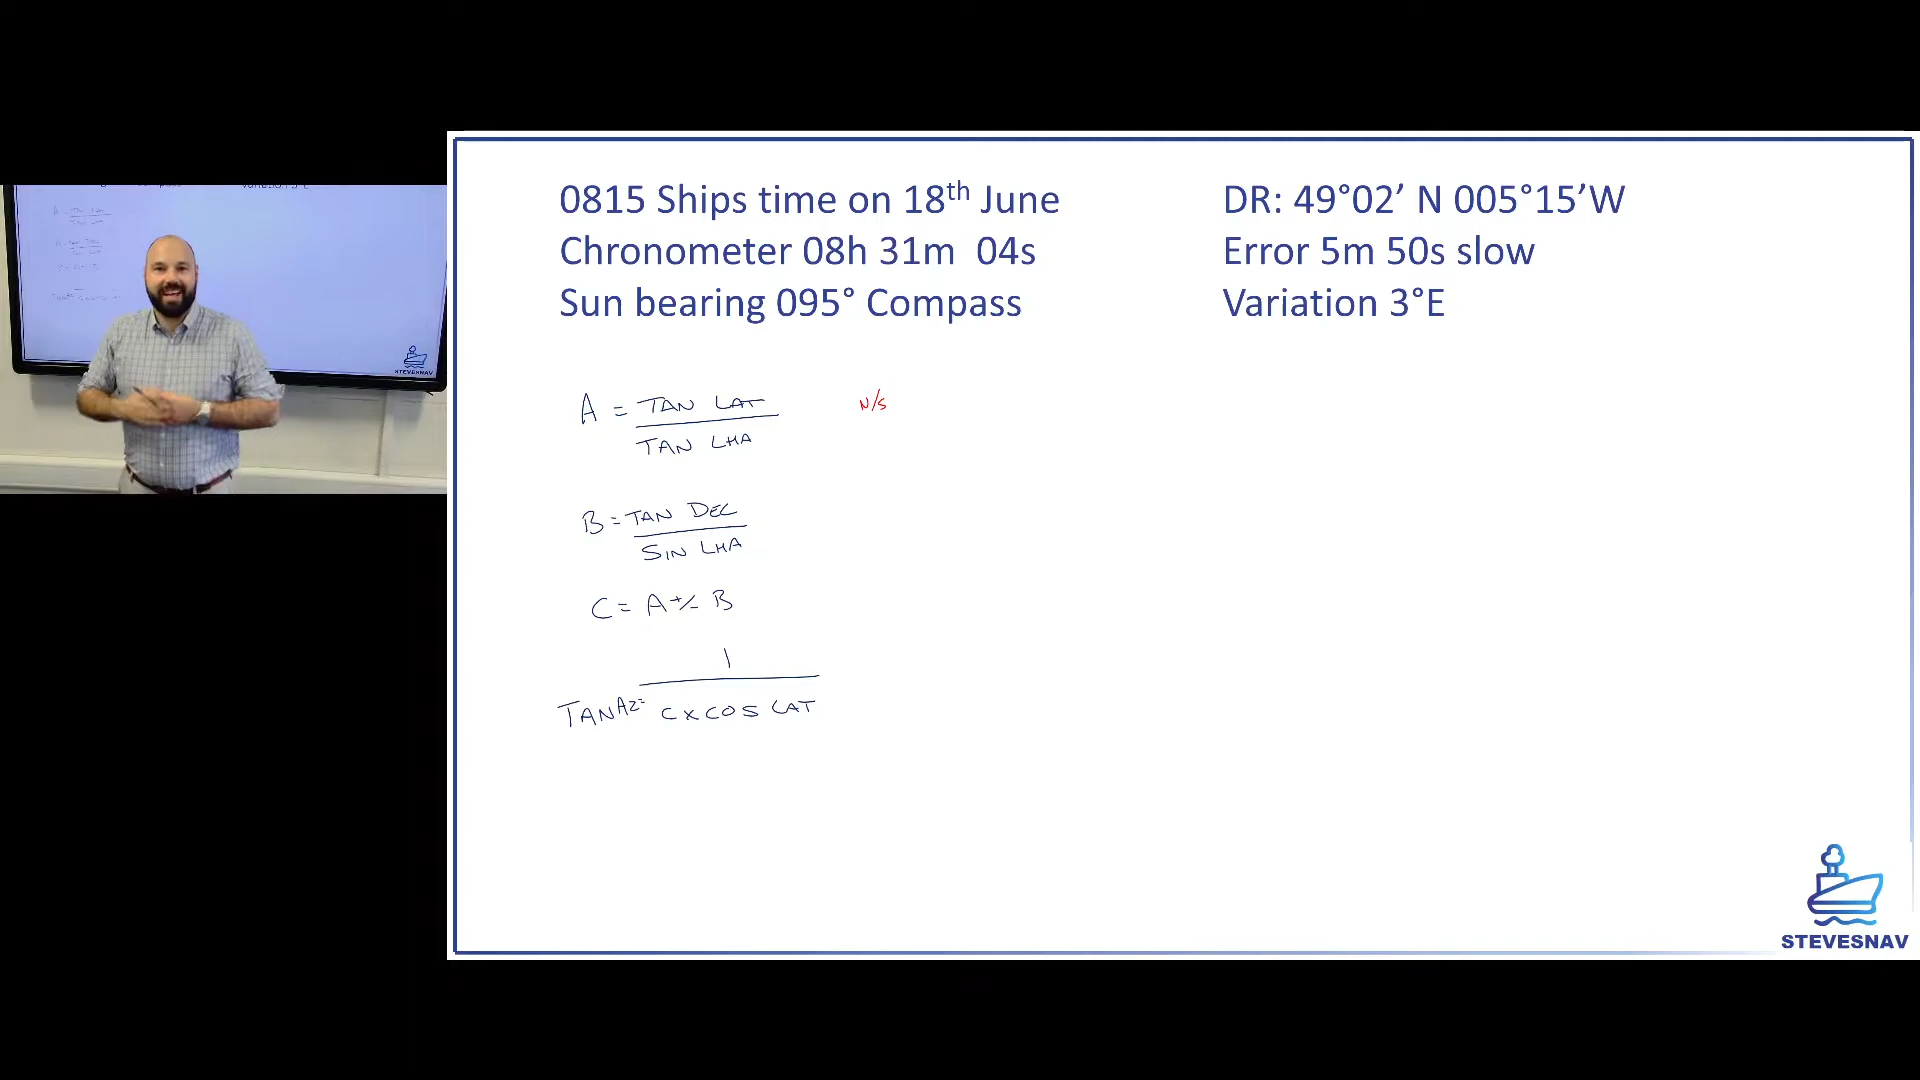 0815 Ships time on 18th June
DR: 49°02’ N 005°15’W
Chronometer 08h 31m 04s
Error 5m 50s slow
Sun bearing 095° Compass
Variation 3°E
A = TAN LAT
TAN LHA
N/S
B = TAN DEC
SIN LHA
C = A +/- B
1
TAN AZ = C x COS LAT
STEVESNAV
STEVESNAV